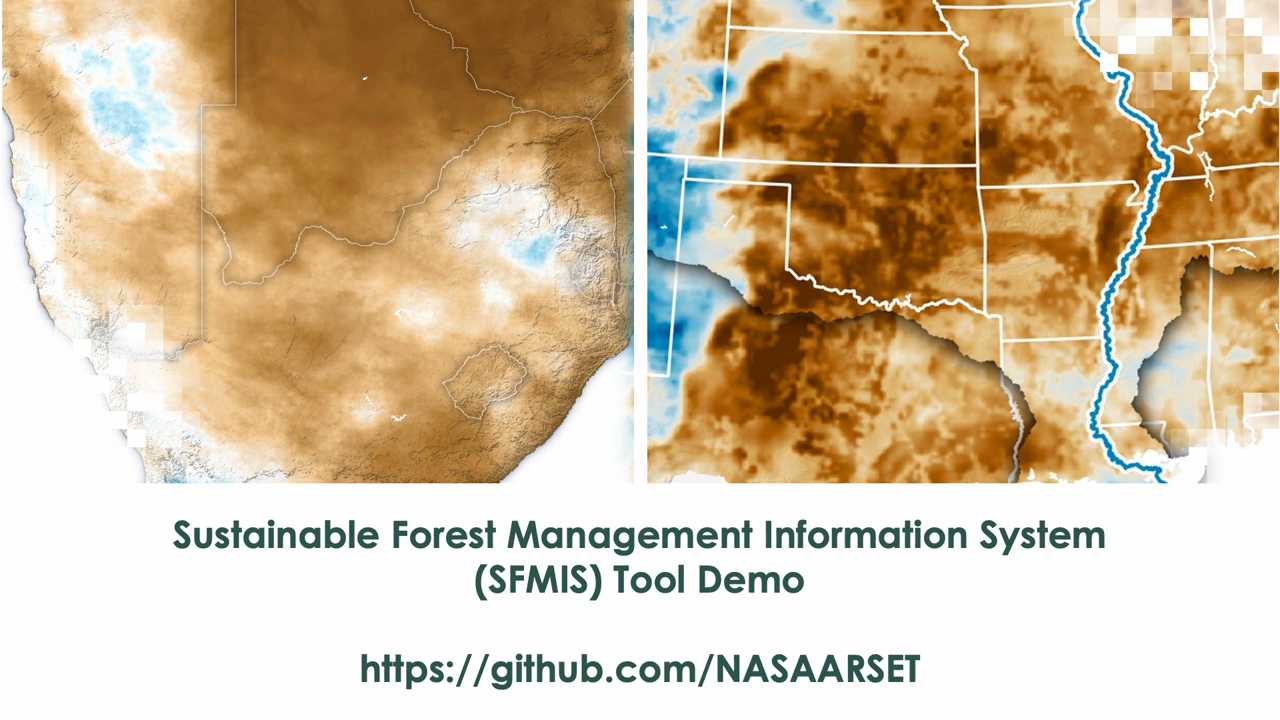 Sustainable Forest Management Information System
(SFMIS) Tool Demo
https://github.com/NASAARSET